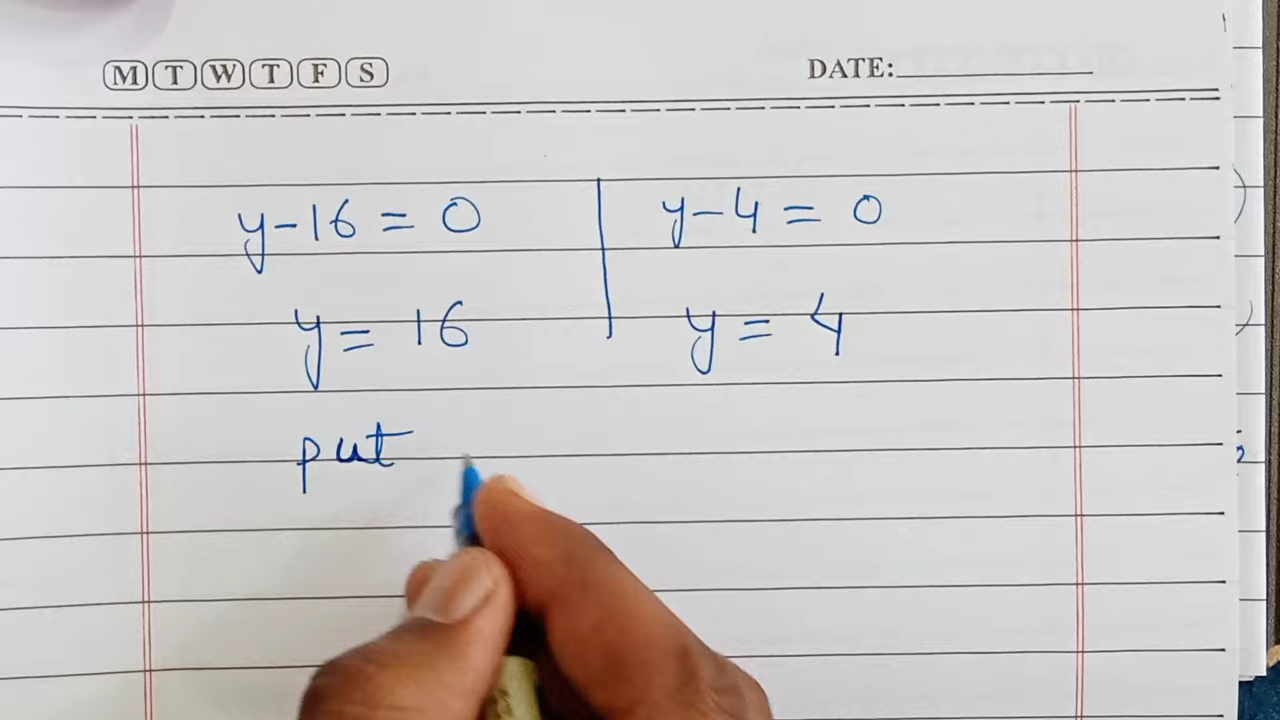 M T W T F S DATE:
y - 16 = 0 y - 4 = 0
y = 16 y = 4
put